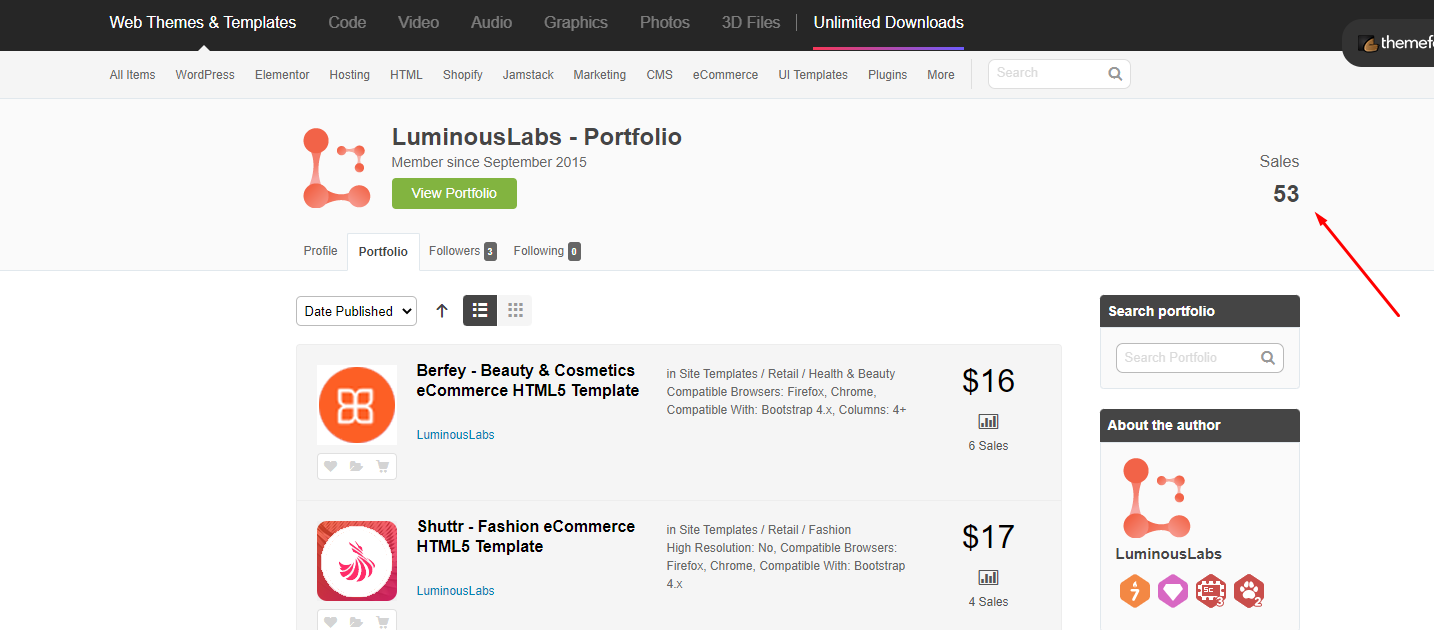 Web Themes & Templates Code Video Audio Graphics Photos 3D Files Unlimited Downloads
All Items WordPress Elementor Hosting HTML Shopify Jamstack Marketing CMS eCommerce UI Templates Plugins More Search
themef
LuminousLabs - Portfolio
Member since September 2015
View Portfolio
Sales
53
Profile Portfolio Followers 3 Following 0
Date Published
Berfey - Beauty & Cosmetics
eCommerce HTML5 Template
LuminousLabs
in Site Templates / Retail / Health & Beauty
Compatible Browsers: Firefox, Chrome,
Compatible With: Bootstrap 4.x, Columns: 4+
$16
6 Sales
Shuttr - Fashion eCommerce
HTML5 Template
LuminousLabs
in Site Templates / Retail / Fashion
High Resolution: No, Compatible Browsers:
Firefox, Chrome, Compatible With: Bootstrap
4.x
$17
4 Sales
Search portfolio
Search Portfolio
About the author
LuminousLabs
7
SC
3
2